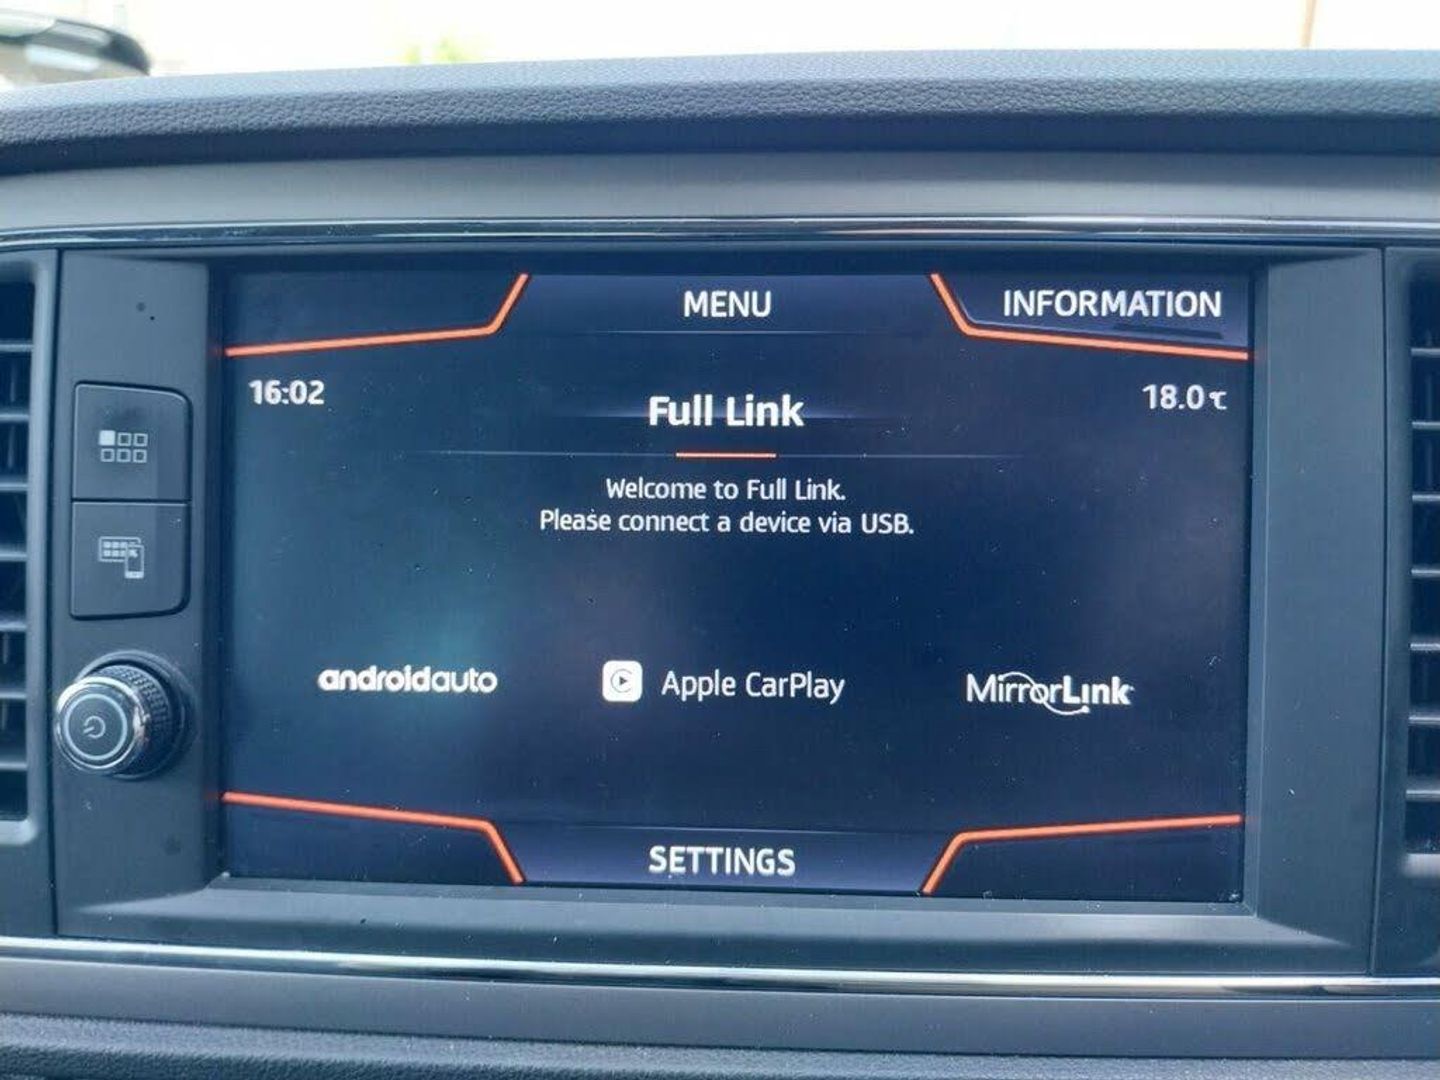 MENU
INFORMATION
16:02
Full Link
18.0 °C
Welcome to Full Link.
Please connect a device via USB.
androidauto
Apple CarPlay
MirrorLink
SETTINGS